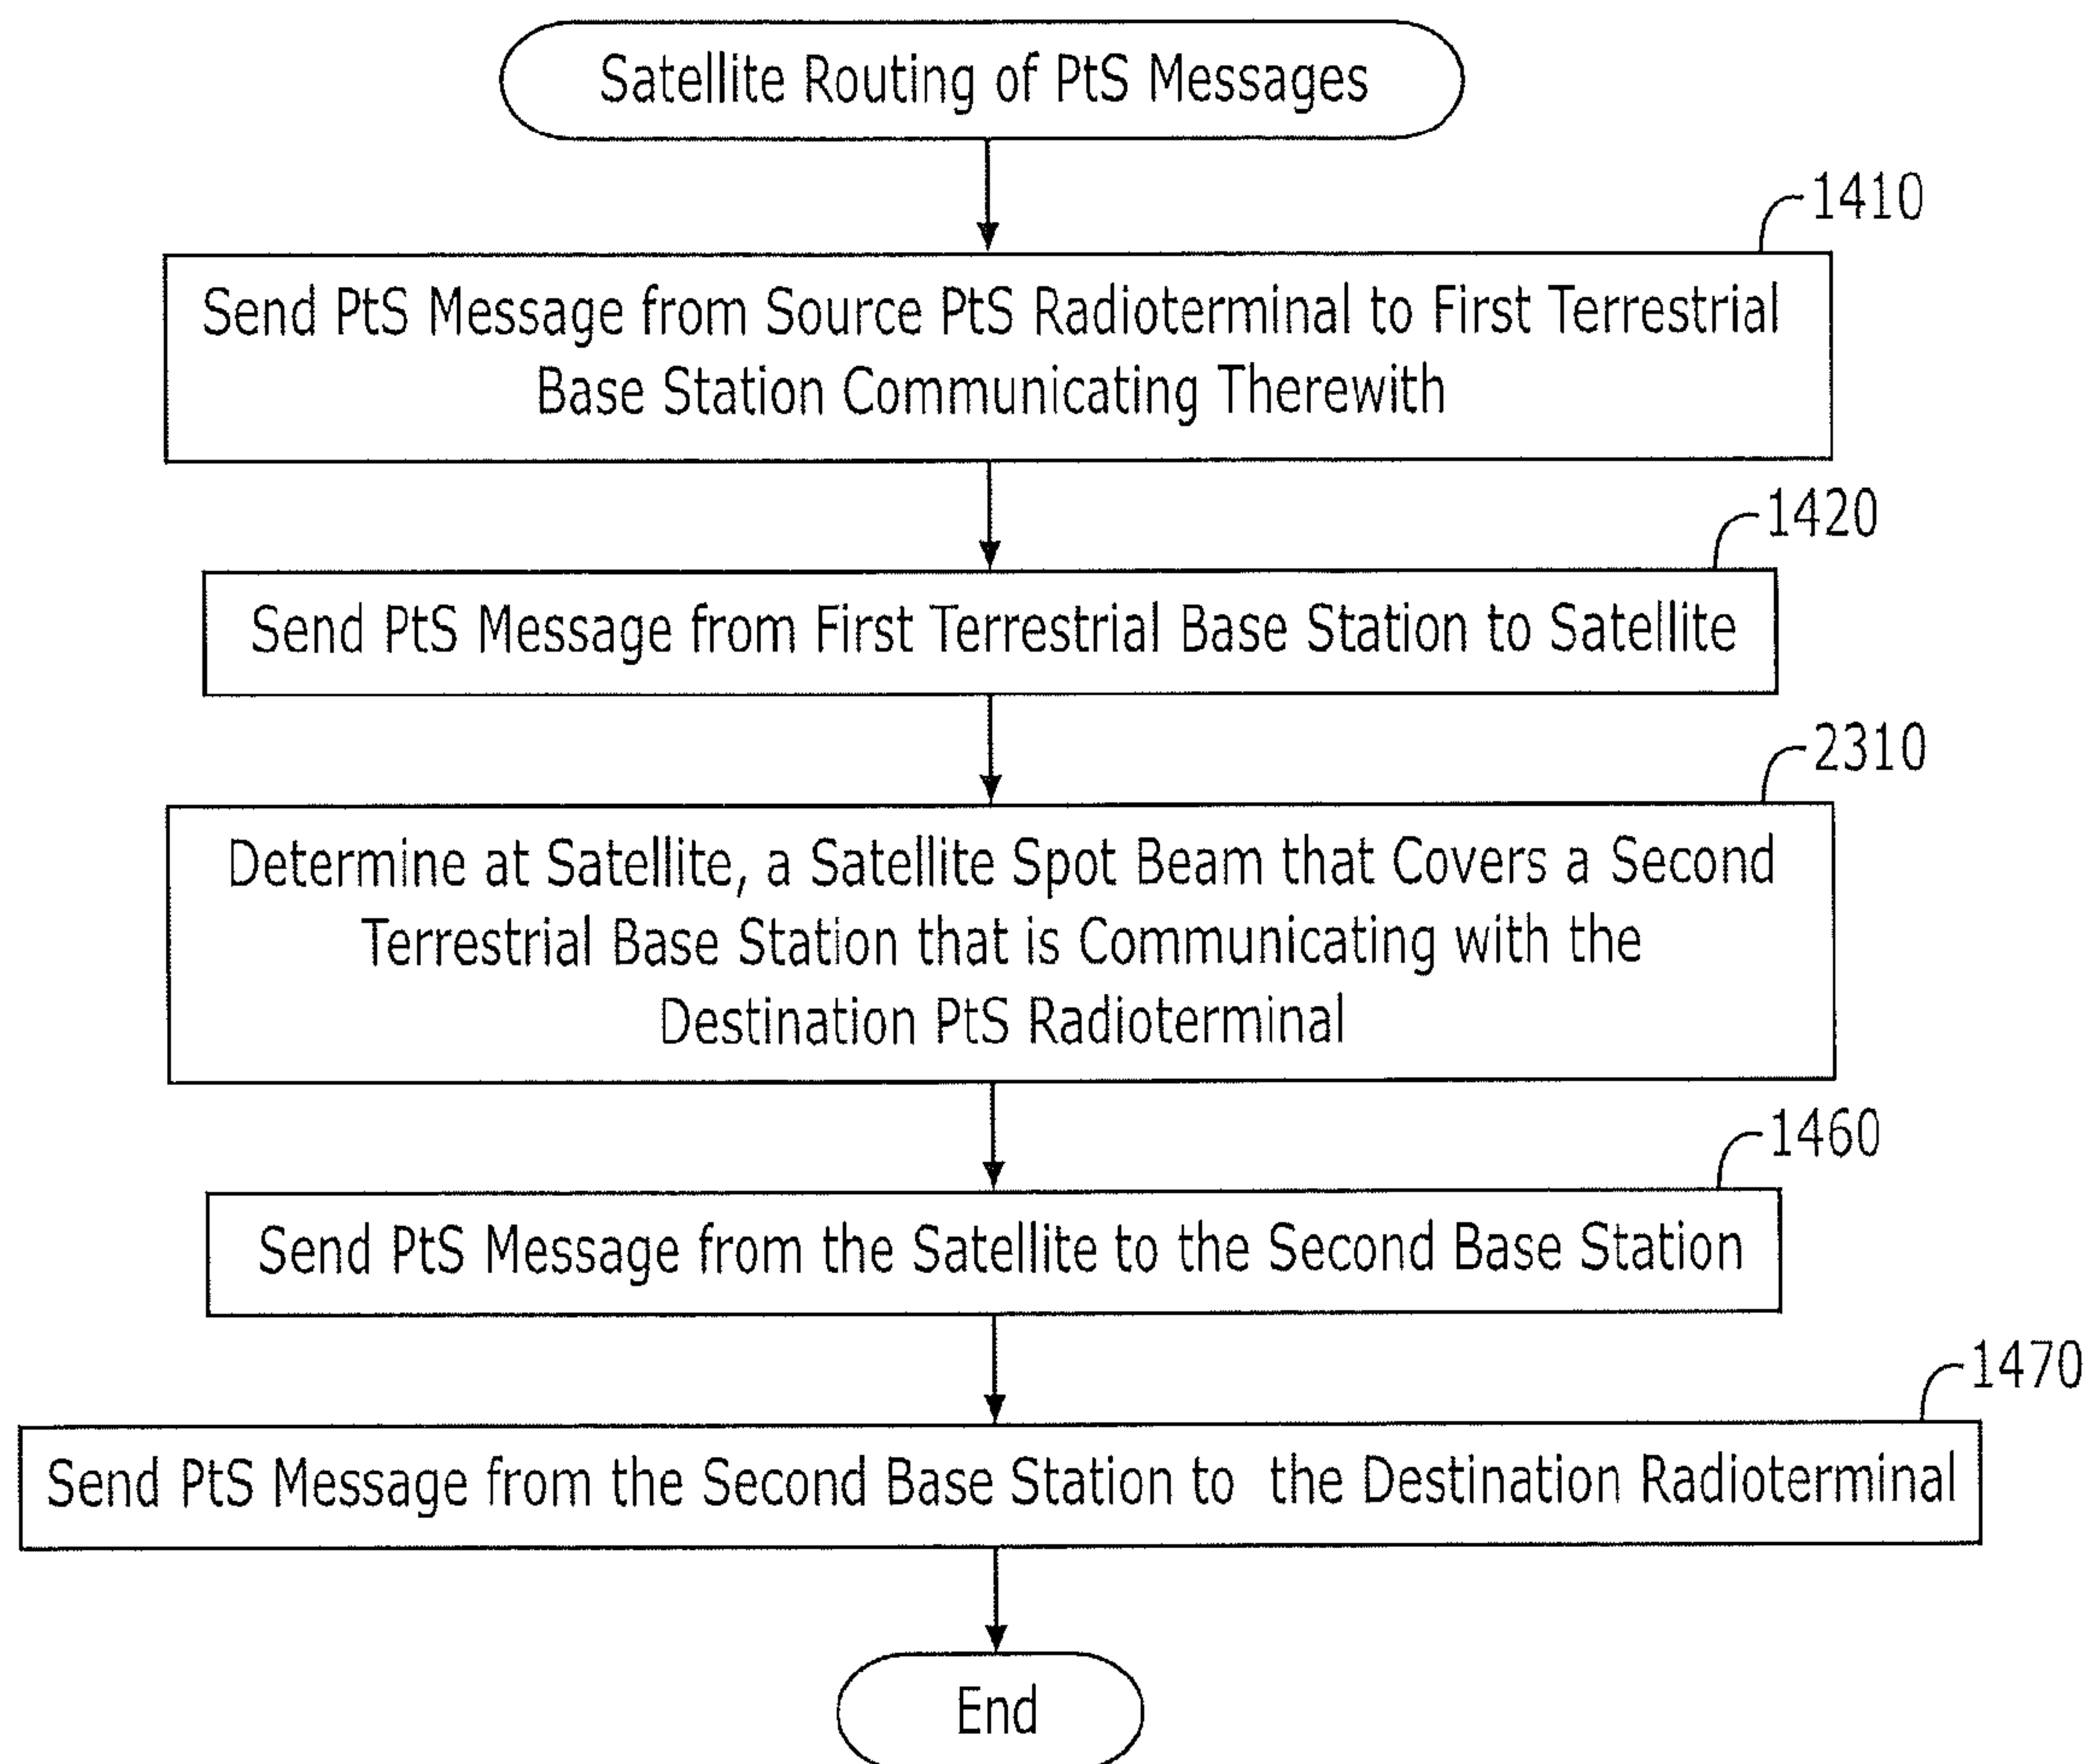 Satellite Routing of PtS Messages
1410
Send PtS Message from Source PtS Radioterminal to First Terrestrial
Base Station Communicating Therewith
1420
Send PtS Message from First Terrestrial Base Station to Satellite
2310
Determine at Satellite, a Satellite Spot Beam that Covers a Second
Terrestrial Base Station that is Communicating with the
Destination PtS Radioterminal
1460
Send PtS Message from the Satellite to the Second Base Station
1470
Send PtS Message from the Second Base Station to the Destination Radioterminal
End